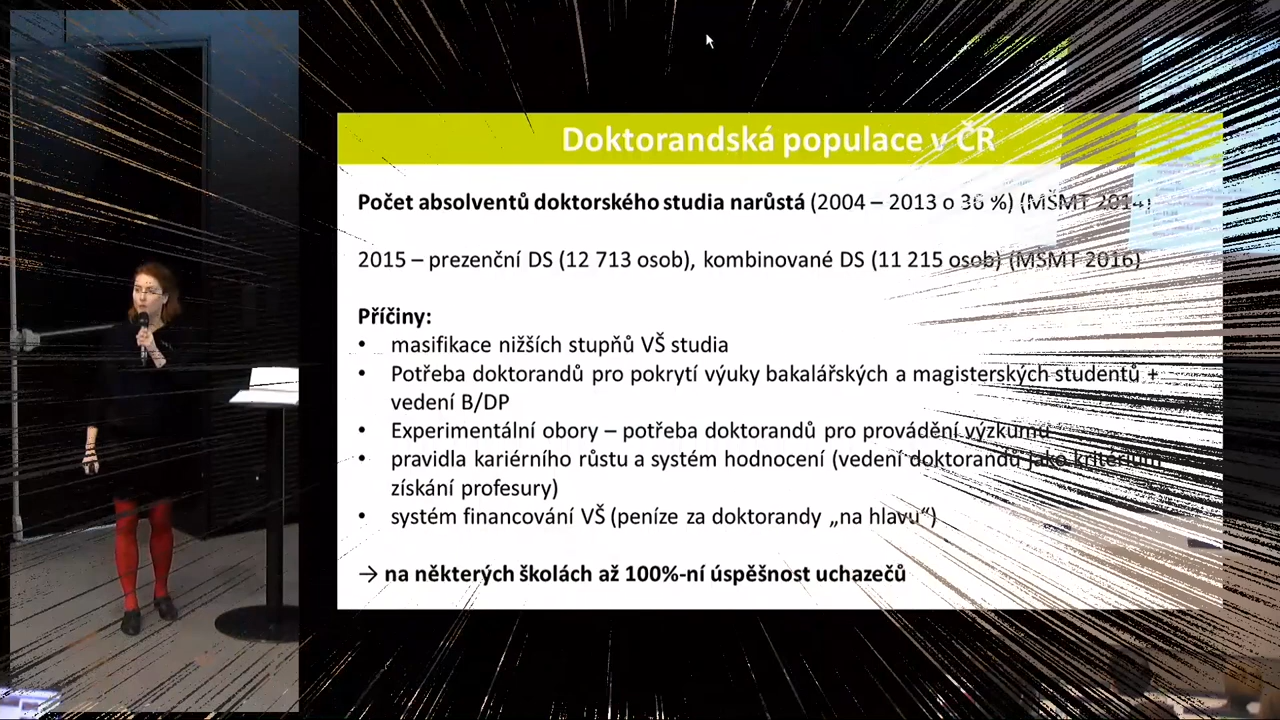 Doktorandská populace v ČR
Počet absolventů doktorského studia narůstá (2004 – 2013 o 36 %) (MŠMT 2014)
2015 – prezenční DS (12 713 osob), kombinované DS (11 215 osob) (MŠMT 2016)
Příčiny:
• masifikace nižších stupňů VŠ studia
• Potřeba doktorandů pro pokrytí výuky bakalářských a magisterských studentů +
vedení B/DP
• Experimentální obory – potřeba doktorandů pro provádění výzkumu
• pravidla kariérního růstu a systém hodnocení (vedení doktorandů jako kritérium
získání profesury)
• systém financování VŠ (peníze za doktorandy „na hlavu“)
→ na některých školách až 100%-ní úspěšnost uchazečů